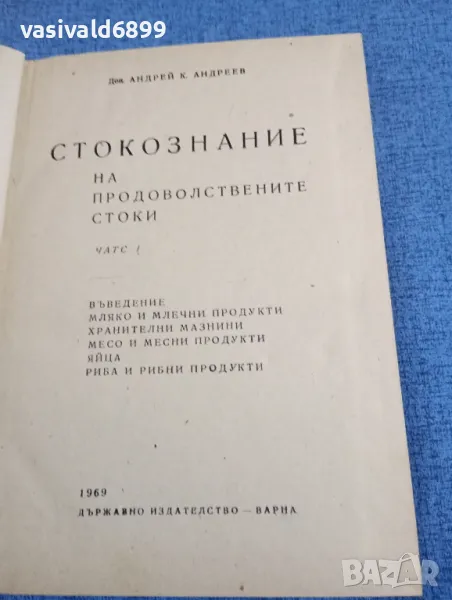 vasivald6899
Доц. АНДРЕЙ К. АНДРЕЕВ
СТОКОЗНАНИЕ
НА
ПРОДОВОЛСТВЕНИТЕ
СТОКИ
ЧАТС I
ВЪВЕДЕНИЕ
МЛЯКО И МЛЕЧНИ ПРОДУКТИ
ХРАНИТЕЛНИ МАЗНИНИ
МЕСО И МЕСНИ ПРОДУКТИ
ЯЙЦА
РИБА И РИБНИ ПРОДУКТИ
1969
ДЪРЖАВНО ИЗДАТЕЛСТВО — ВАРНА
BAZAR